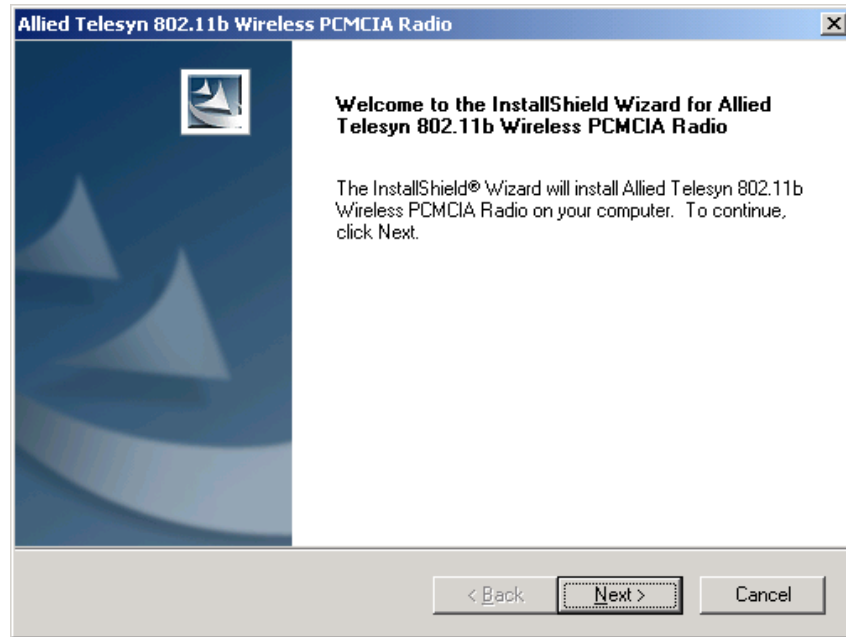 Allied Telesyn 802.11b Wireless PCMCIA Radio
Welcome to the InstallShield Wizard for Allied
Telesyn 802.11b Wireless PCMCIA Radio
The InstallShield® Wizard will install Allied Telesyn 802.11b
Wireless PCMCIA Radio on your computer. To continue,
click Next.
< Back
Next >
Cancel